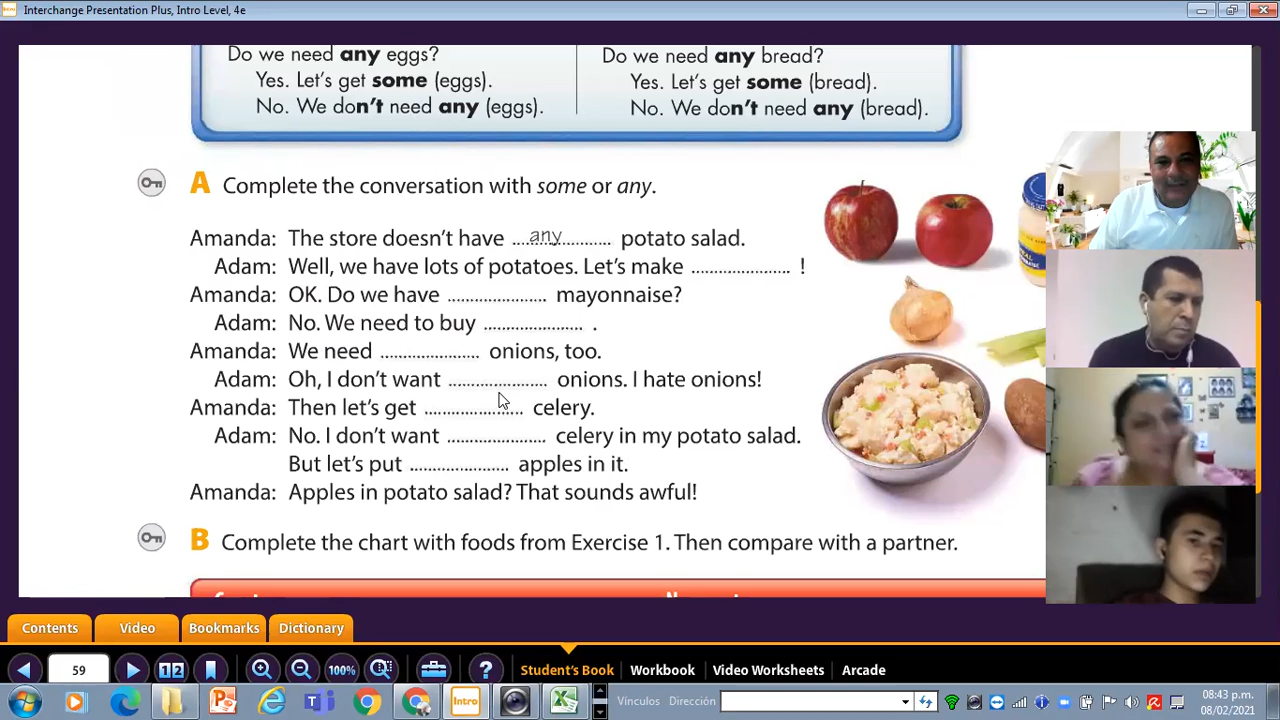 Interchange Presentation Plus, Intro Level, 4e
Do we need any eggs?
Yes. Let's get some (eggs).
No. We don't need any (eggs).
Do we need any bread?
Yes. Let's get some (bread).
No. We don't need any (bread).
A Complete the conversation with some or any.
Amanda: The store doesn't have any potato salad.
Adam: Well, we have lots of potatoes. Let's make ..................... !
Amanda: OK. Do we have ..................... mayonnaise?
Adam: No. We need to buy ..................... .
Amanda: We need ..................... onions, too.
Adam: Oh, I don't want ..................... onions. I hate onions!
Amanda: Then let's get ..................... celery.
Adam: No. I don't want ..................... celery in my potato salad.
But let's put ..................... apples in it.
Amanda: Apples in potato salad? That sounds awful!
B Complete the chart with foods from Exercise 1. Then compare with a partner.
Contents Video Bookmarks Dictionary
59 12 100% ? Student's Book Workbook Video Worksheets Arcade
Intro Vínculos Dirección 08:43 p.m.
08/02/2021